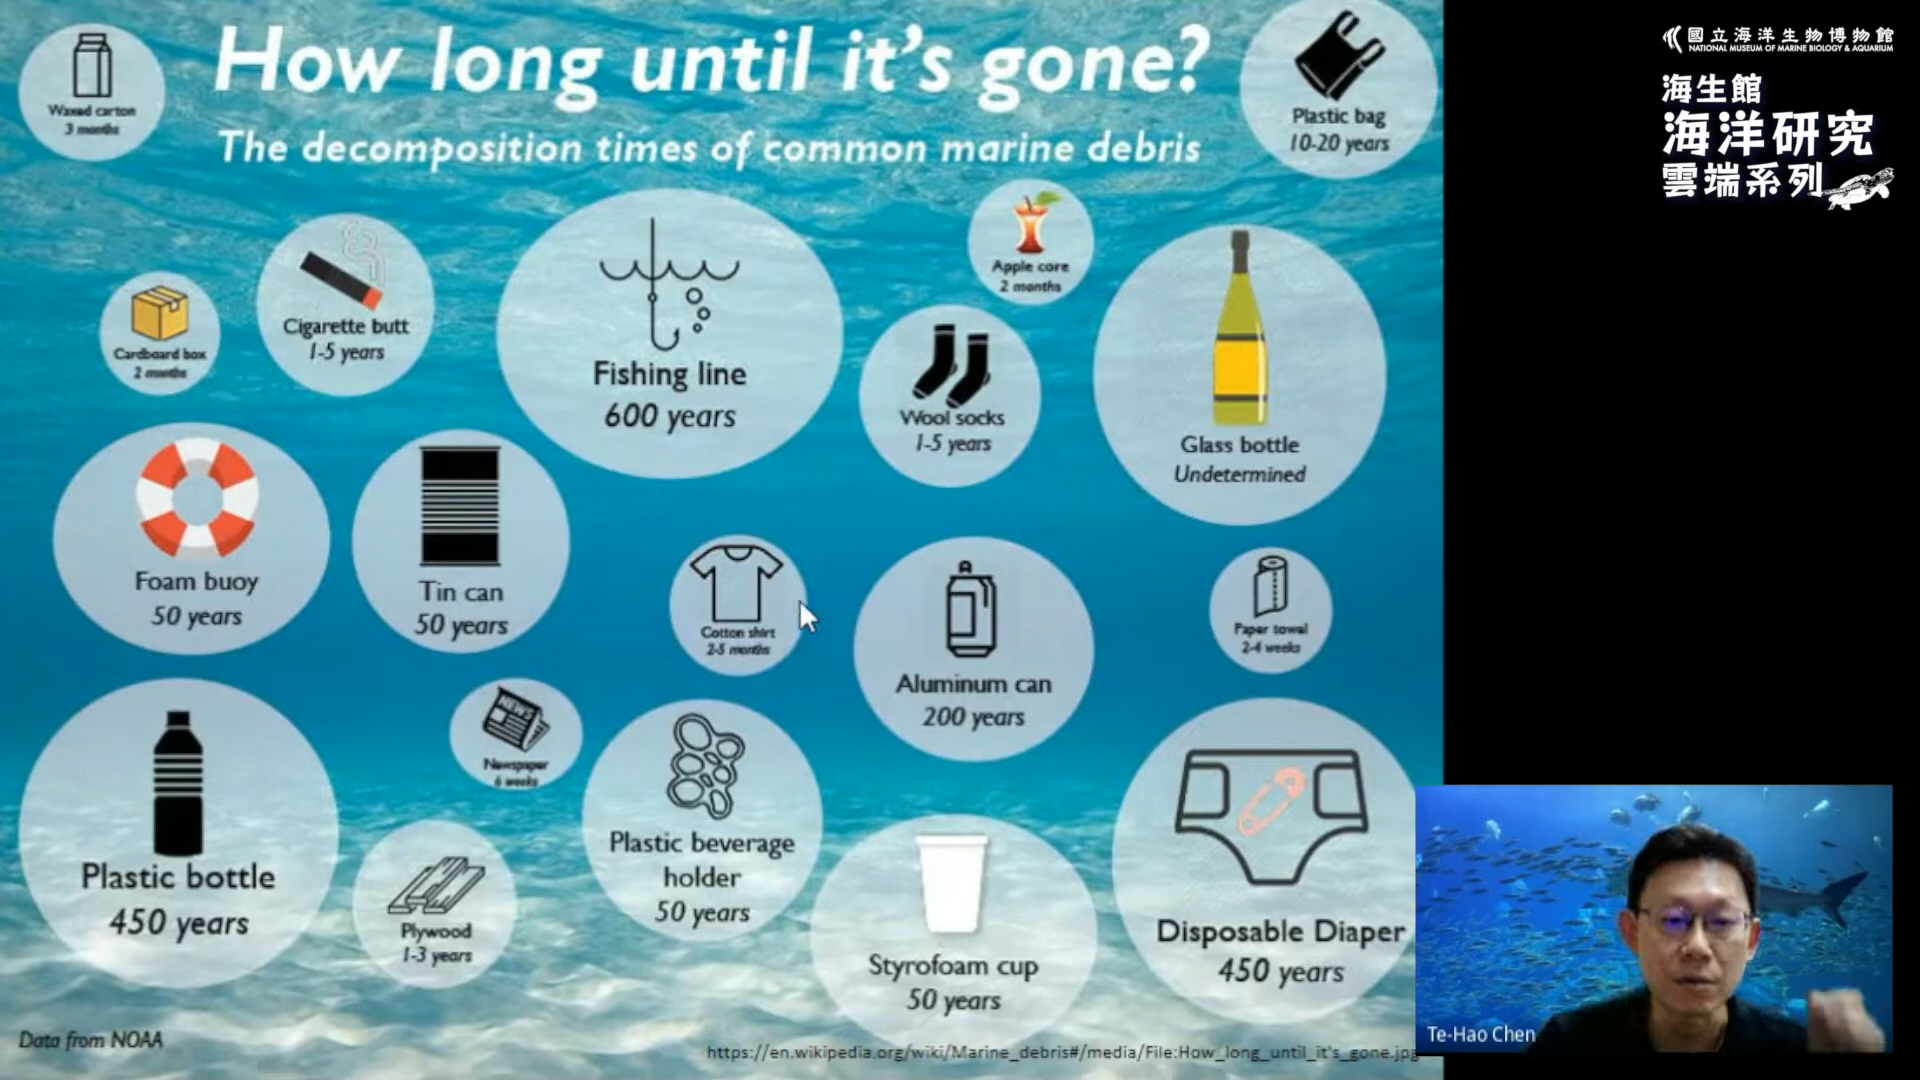 How long until it's gone?
The decomposition times of common marine debris
Waxed carton
3 months
Plastic bag
10-20 years
國立海洋生物博物館
NATIONAL MUSEUM OF MARINE BIOLOGY & AQUARIUM
海生館
海洋研究
雲端系列
Cardboard box
2 months
Cigarette butt
1-5 years
Fishing line
600 years
Apple core
2 months
Wool socks
1-5 years
Glass bottle
Undetermined
Foam buoy
50 years
Tin can
50 years
Cotton shirt
2-5 months
Aluminum can
200 years
Paper towel
2-4 weeks
Plastic bottle
450 years
NEWS
Newspaper
6 weeks
Plywood
1-3 years
Plastic beverage
holder
50 years
Styrofoam cup
50 years
Disposable Diaper
450 years
Data from NOAA
https://en.wikipedia.org/wiki/Marine_debris#/media/File:How_long_until_it's_gone.jpg
Te-Hao Chen